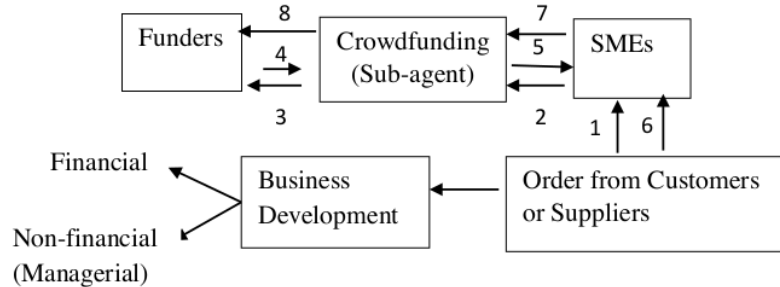 8
7
Funders
4
3
Crowdfunding
(Sub-agent)
5
2
SMEs
1
6
Financial
Non-financial
(Managerial)
Business
Development
Order from Customers
or Suppliers